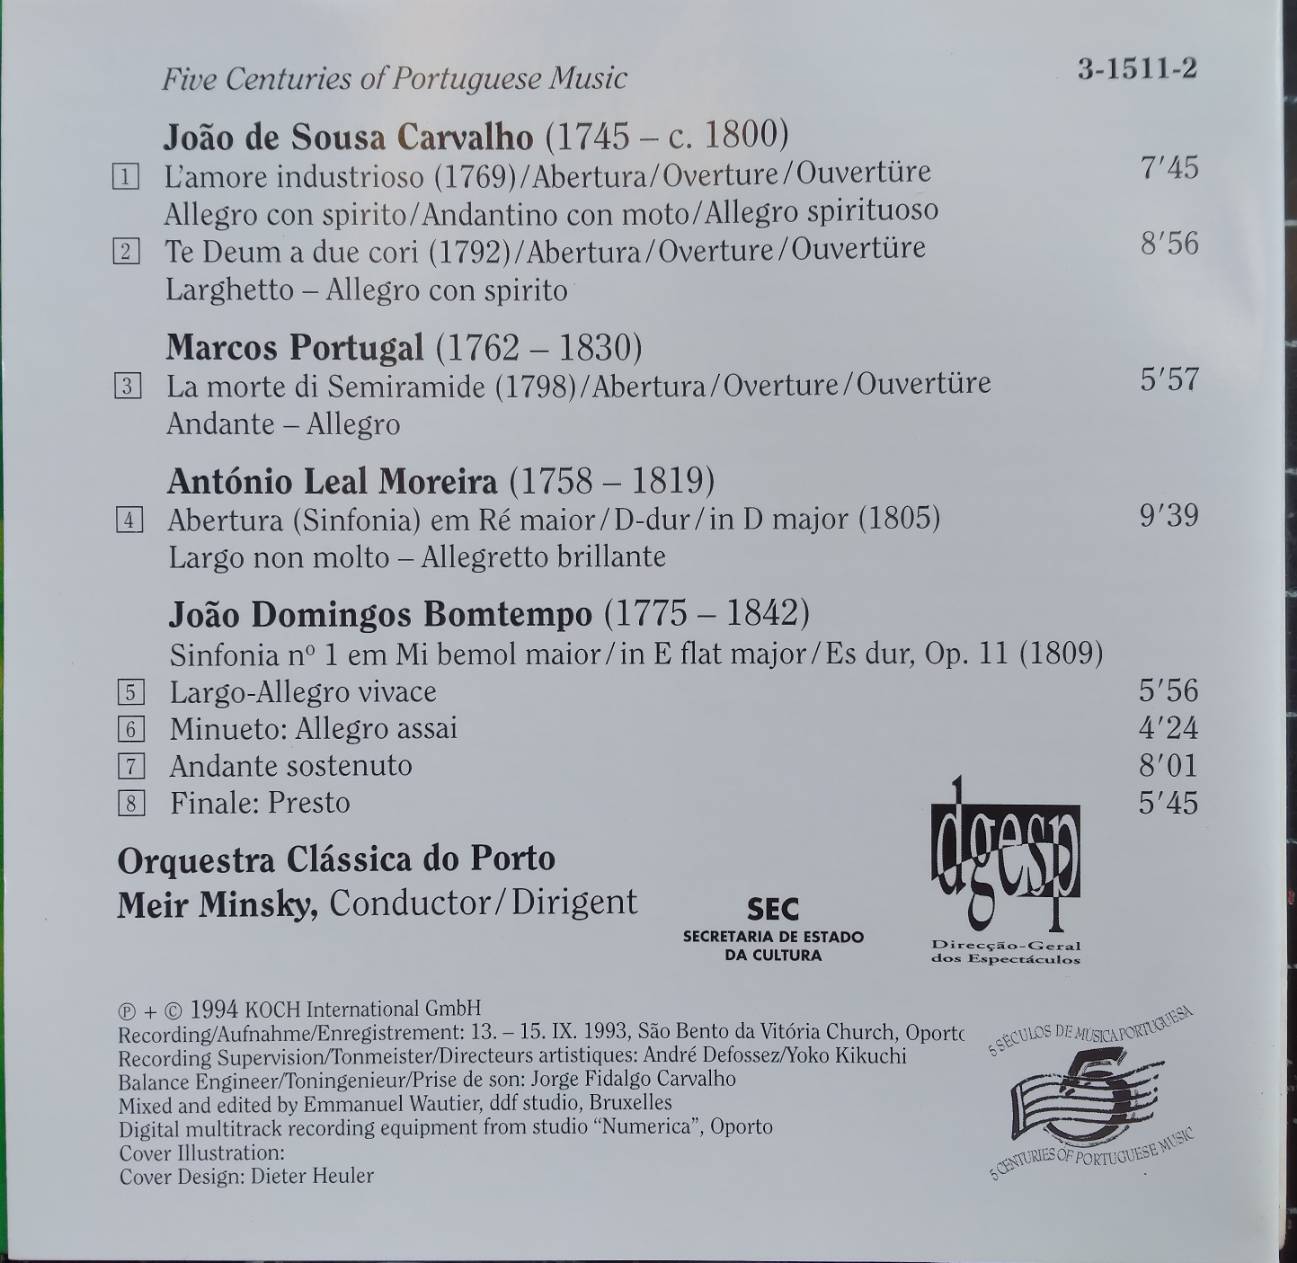 Five Centuries of Portuguese Music 3-1511-2
João de Sousa Carvalho (1745 – c. 1800)
1 L'amore industrioso (1769)/Abertura/Overture/Ouvertüre 7'45
Allegro con spirito/Andantino con moto/Allegro spirituoso
2 Te Deum a due cori (1792)/Abertura/Overture/Ouvertüre 8'56
Larghetto – Allegro con spirito
Marcos Portugal (1762 – 1830)
3 La morte di Semiramide (1798)/Abertura/Overture/Ouvertüre 5'57
Andante – Allegro
António Leal Moreira (1758 – 1819)
4 Abertura (Sinfonia) em Ré maior/D-dur/in D major (1805) 9'39
Largo non molto – Allegretto brillante
João Domingos Bomtempo (1775 – 1842)
Sinfonia nº 1 em Mi bemol maior/in E flat major/Es dur, Op. 11 (1809)
5 Largo-Allegro vivace 5'56
6 Minueto: Allegro assai 4'24
7 Andante sostenuto 8'01
8 Finale: Presto 5'45
Orquestra Clássica do Porto
Meir Minsky, Conductor/Dirigent
SEC
SECRETARIA DE ESTADO
DA CULTURA
dgesp
Direcção-Geral
dos Espectáculos
℗ + © 1994 KOCH International GmbH
Recording/Aufnahme/Enregistrement: 13. – 15. IX. 1993, São Bento da Vitória Church, Oporto
Recording Supervision/Tonmeister/Directeurs artistiques: André Defossez/Yoko Kikuchi
Balance Engineer/Toningenieur/Prise de son: Jorge Fidalgo Carvalho
Mixed and edited by Emmanuel Wautier, ddf studio, Bruxelles
Digital multitrack recording equipment from studio “Numerica”, Oporto
Cover Illustration:
Cover Design: Dieter Heuler
5 SÉCULOS DE MÚSICA PORTUGUESA
5
5 CENTURIES OF PORTUGUESE MUSIC